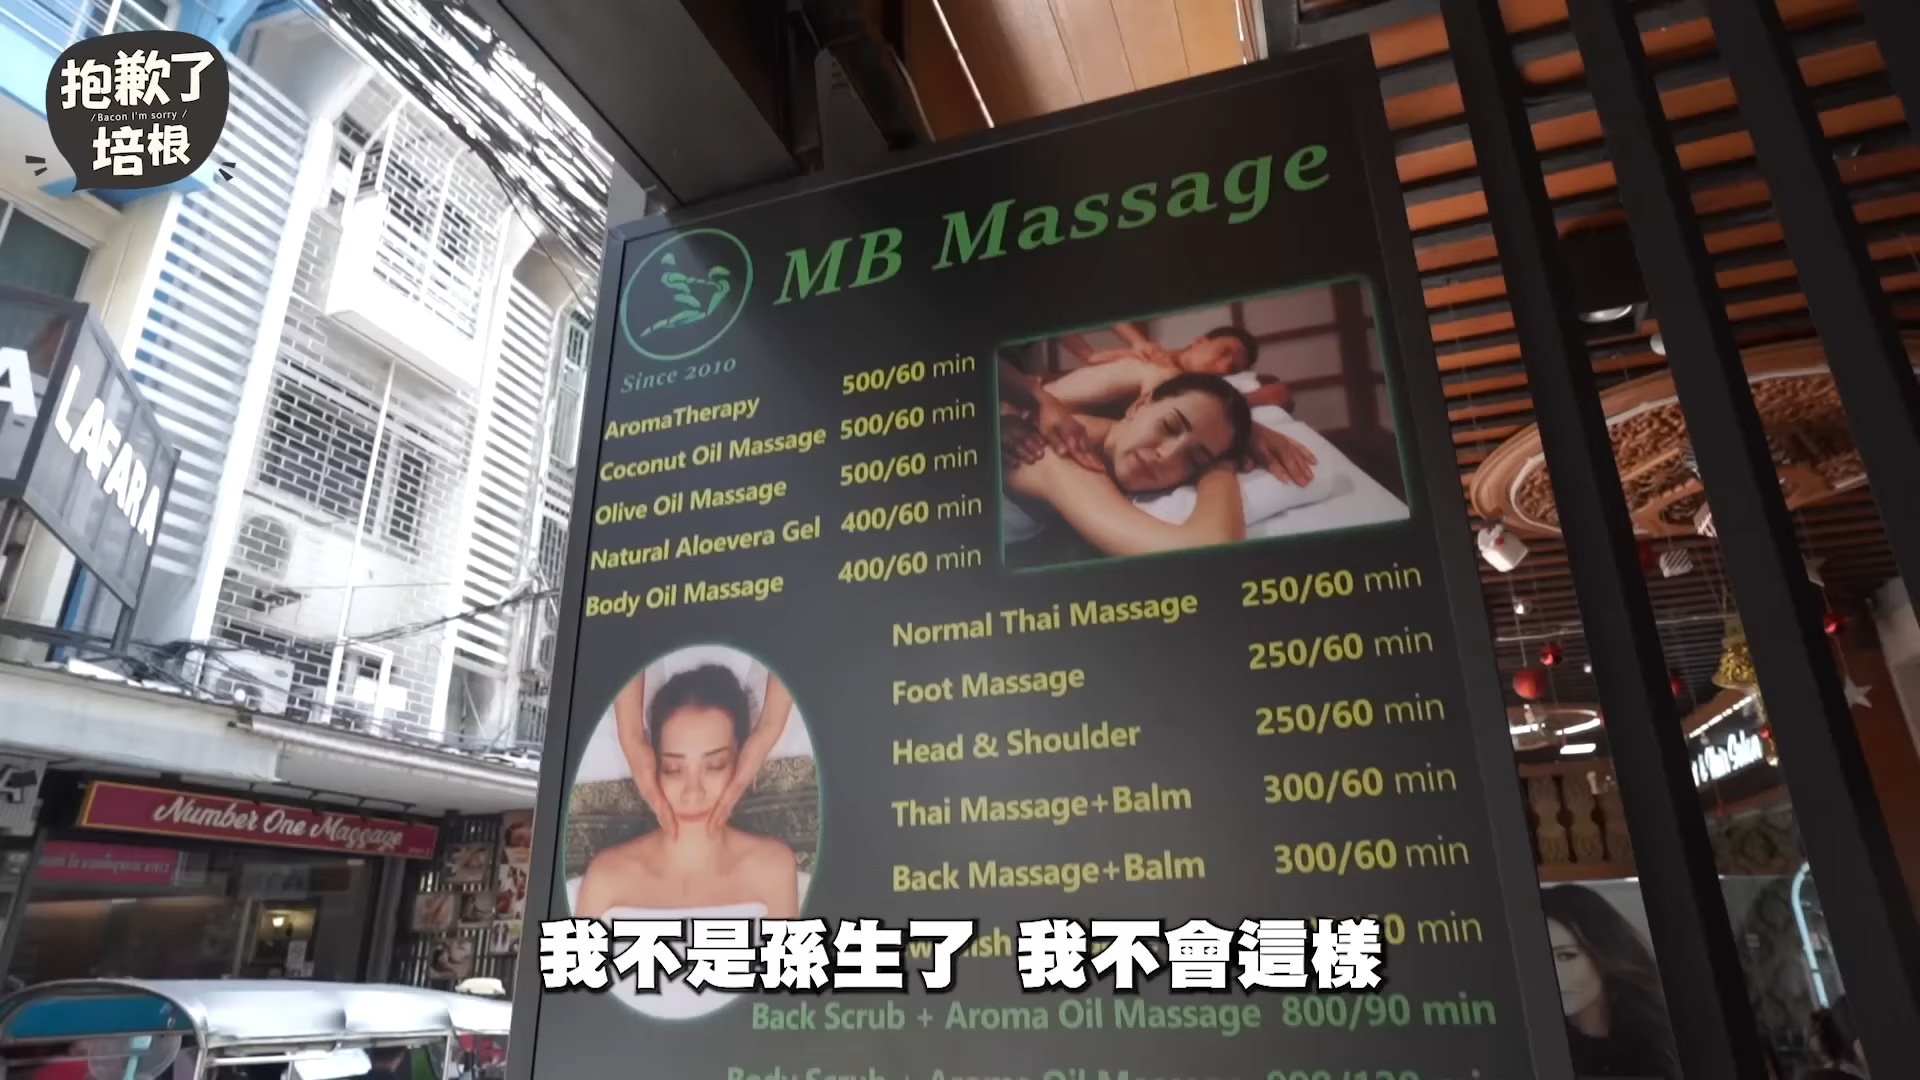 抱歉了
/Bacon I'm sorry/
培根
MB Massage
Since 2010
AromaTherapy 500/60 min
Coconut Oil Massage 500/60 min
Olive Oil Massage 500/60 min
Natural Aloevera Gel 400/60 min
Body Oil Massage 400/60 min
Normal Thai Massage 250/60 min
Foot Massage 250/60 min
Head & Shoulder 250/60 min
Thai Massage+Balm 300/60 min
Back Massage+Balm 300/60 min
min
Back Scrub + Aroma Oil Massage 800/90 min
LAFARA
Number One Massage
我不是孫生了 我不會這樣